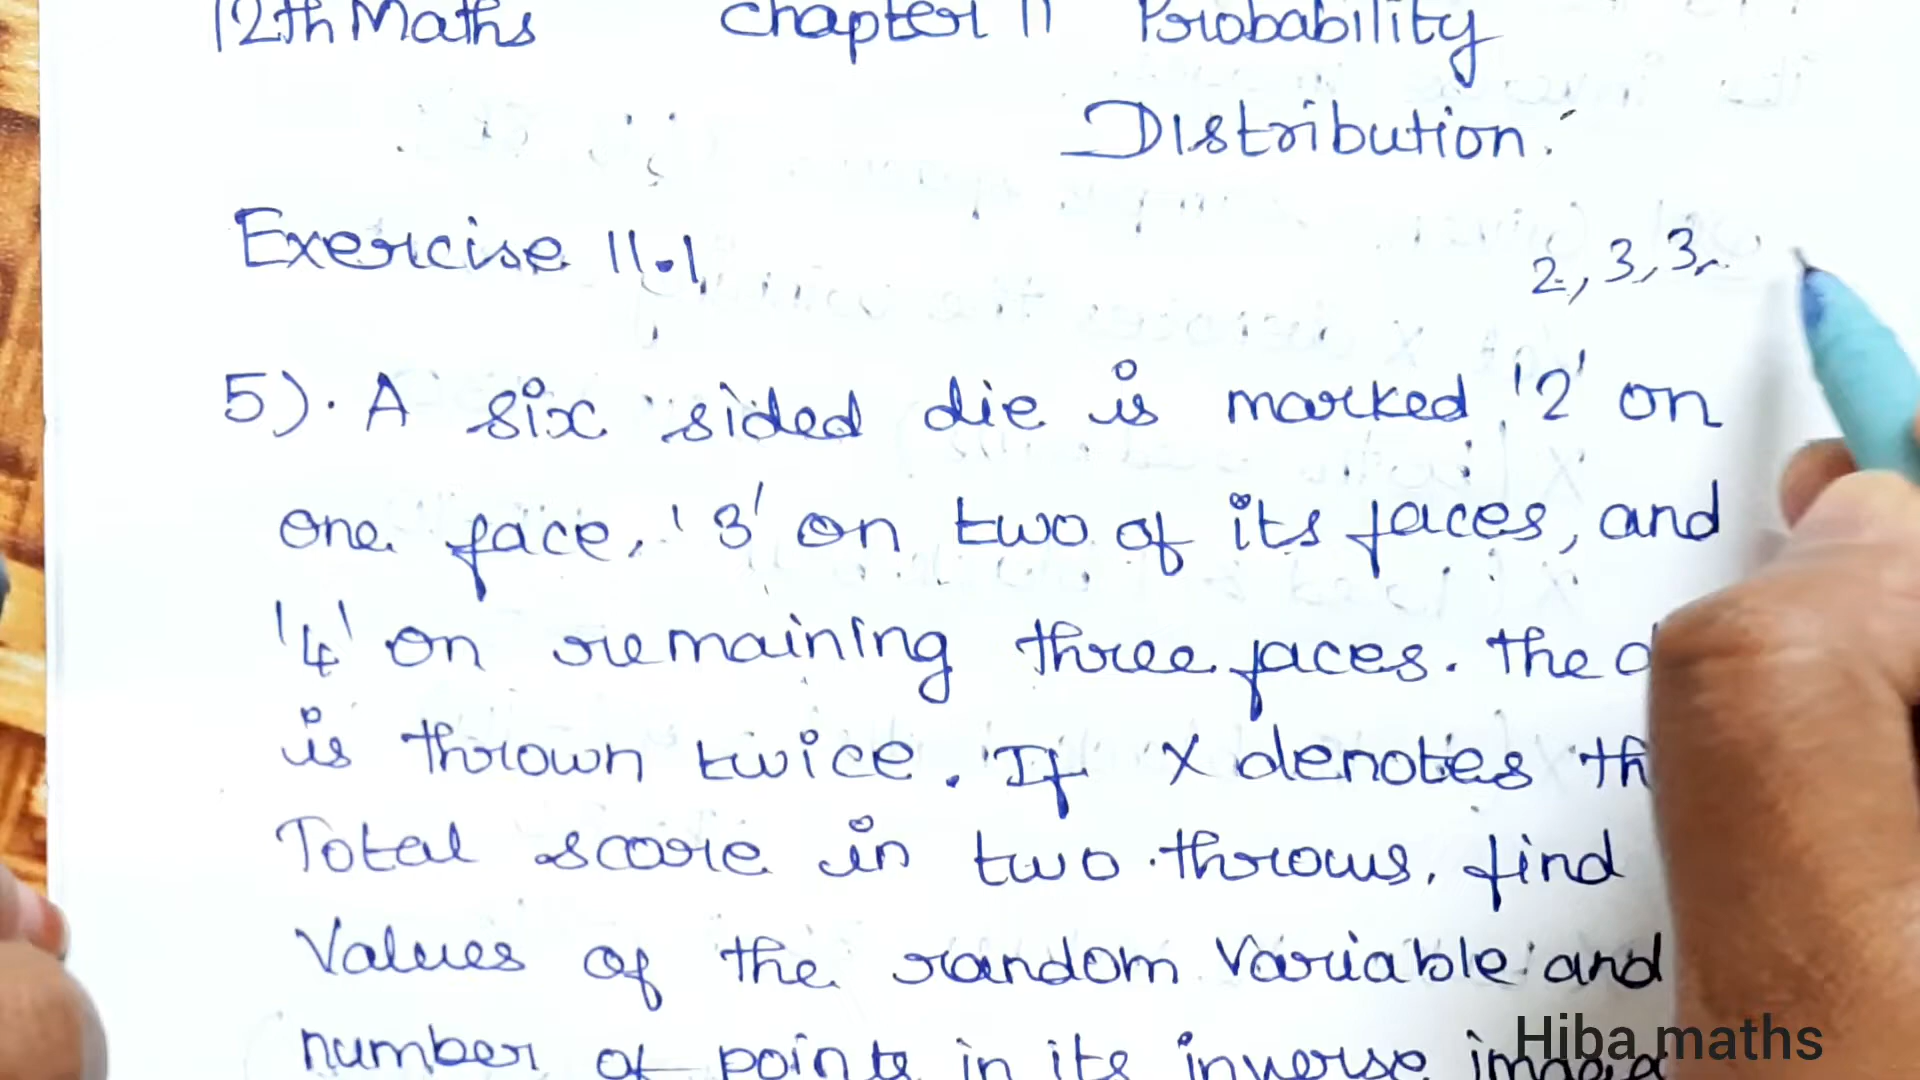 12th Maths Chapter 11 Probability
Distribution.
Exercise 11.1
2, 3, 3,
5). A six sided die is marked '2' on
one face, '3' on two of its faces, and
'4' on remaining three faces. The
is thrown twice. If X denotes th
Total score in two throws, find
Values of the random variable and
number of points in its inverse
Hiba maths